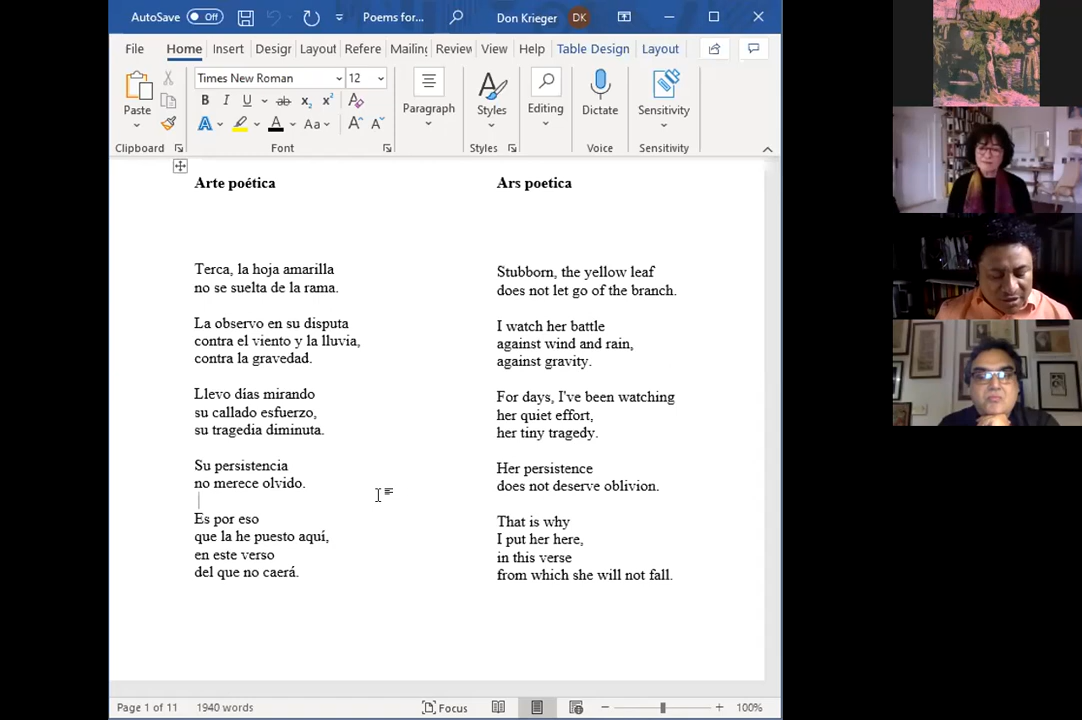 AutoSave Off Poems for... Don Krieger DK
File Home Insert Desigr Layout Refere Mailing Review View Help Table Design Layout
Times New Roman 12
Paste Paragraph Styles Editing Dictate Sensitivity
B I U ab x₂ x² A
A A Aa A A
Clipboard Font Styles Voice Sensitivity
Arte poética
Terca, la hoja amarilla
no se suelta de la rama.
La observo en su disputa
contra el viento y la lluvia,
contra la gravedad.
Llevo días mirando
su callado esfuerzo,
su tragedia diminuta.
Su persistencia
no merece olvido.
Es por eso
que la he puesto aquí,
en este verso
del que no caerá.
Ars poetica
Stubborn, the yellow leaf
does not let go of the branch.
I watch her battle
against wind and rain,
against gravity.
For days, I've been watching
her quiet effort,
her tiny tragedy.
Her persistence
does not deserve oblivion.
That is why
I put her here,
in this verse
from which she will not fall.
Page 1 of 11 1940 words Focus 100%